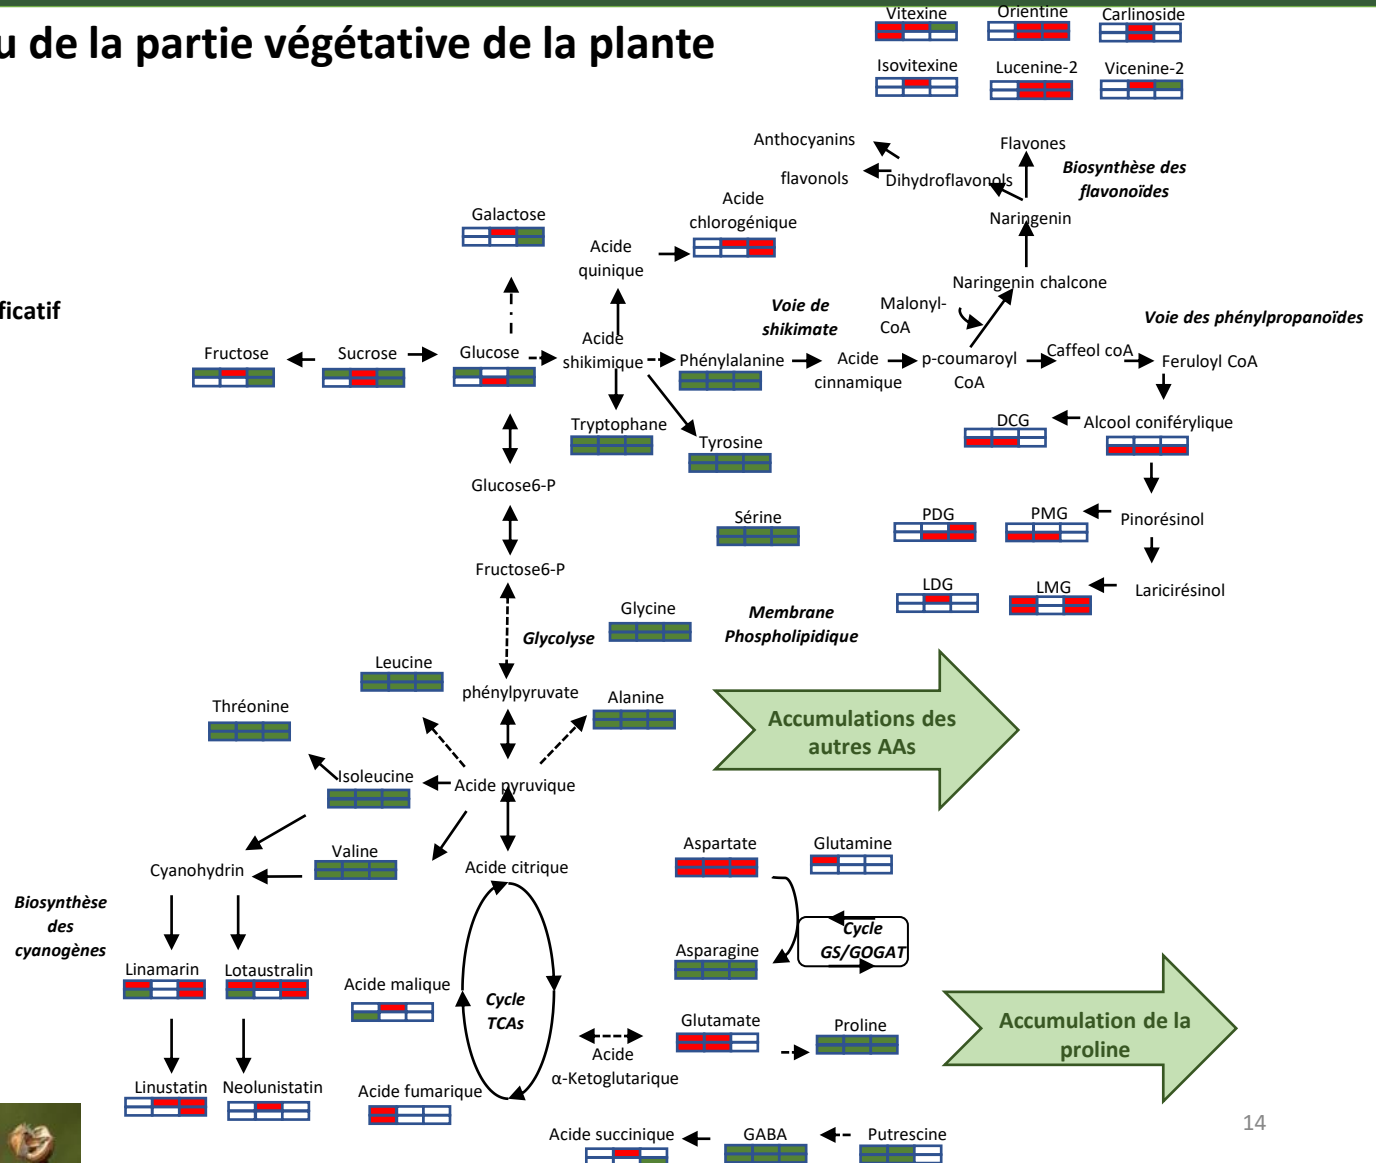 u de la partie végétative de la plante
Vitexine
Orientine
Carlinoside
Isovitexine
Lucenine-2
Vicenine-2
Anthocyanins
Flavones
Biosynthèse des
flavonoïdes
flavonols
Dihydroflavonols
Acide
chlorogénique
Galactose
Naringenin
Acide
quinique
Naringenin chalcone
ficatif
Voie de
shikimate
Malonyl-
CoA
Voie des phénylpropanoïdes
Fructose
Sucrose
Glucose
Acide
shikimique
Phénylalanine
Acide
cinnamique
p-coumaroyl
CoA
Caffeol coA
Feruloyl CoA
Tryptophane
Tyrosine
DCG
Alcool coniférylique
Glucose6-P
Sérine
PDG
PMG
Pinorésinol
Fructose6-P
LDG
LMG
Laricirésinol
Glycine
Membrane
Phospholipidique
Glycolyse
Leucine
phénylpyruvate
Alanine
Thréonine
Accumulations des
autres AAs
Isoleucine
Acide pyruvique
Valine
Cyanohydrin
Acide citrique
Aspartate
Glutamine
Biosynthèse
des
cyanogènes
Cycle
GS/GOGAT
Asparagine
Linamarin
Lotaustralin
Acide malique
Cycle
TCAs
Glutamate
Proline
Accumulation de la
proline
Acide
α-Ketoglutarique
Linustatin
Neolunistatin
Acide fumarique
Acide succinique
GABA
Putrescine
14